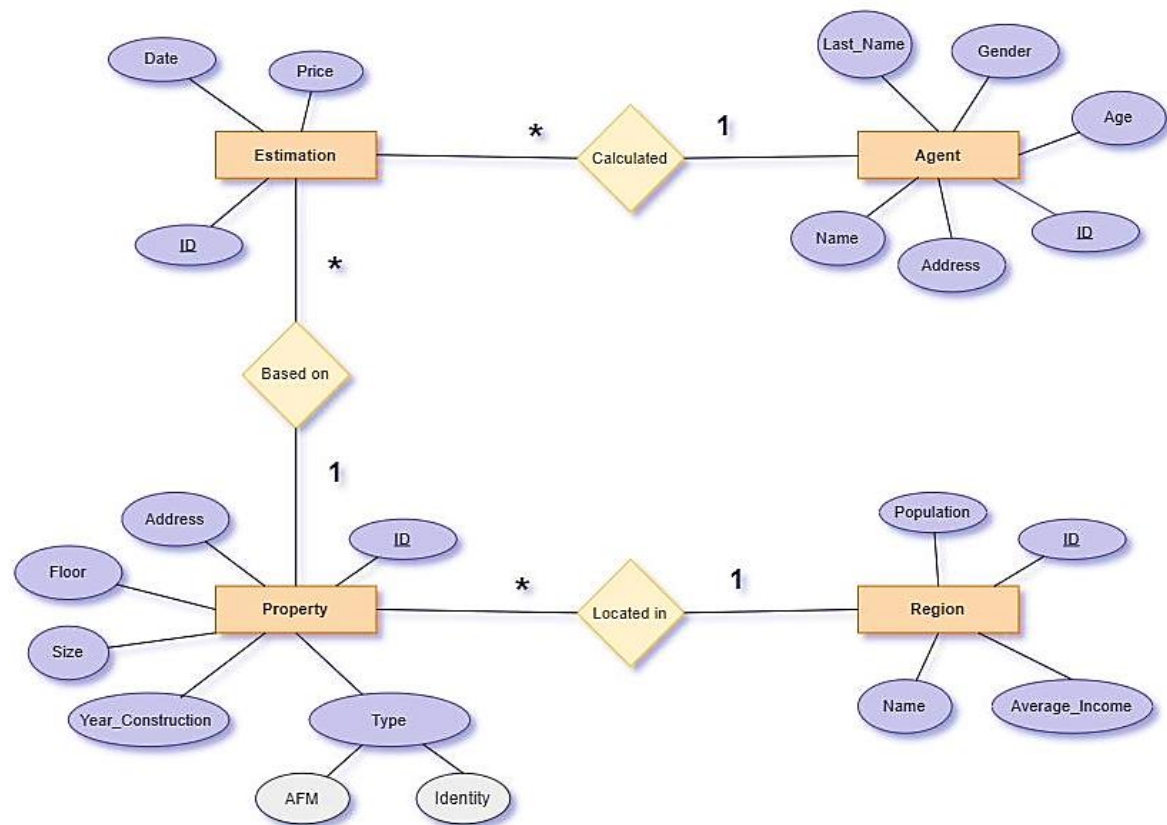 Last_Name
Gender
Date
Price
Age
*
1
Estimation
Calculated
Agent
ID
Name
ID
Address
*
Based on
1
Address
ID
Population
ID
Floor
*
1
Property
Located in
Region
Size
Year_Construction
Type
Name
Average_Income
AFM
Identity